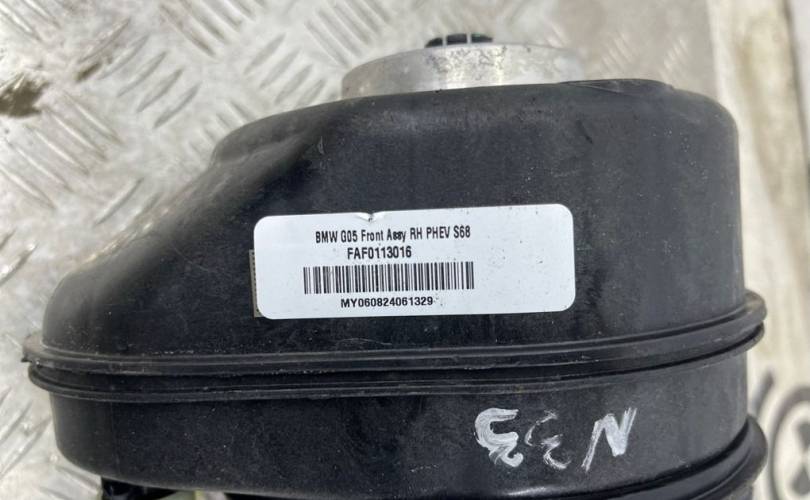 BMW G05 Front Assy RH PHEV S68
FAF0113016
MY060824061329
N33